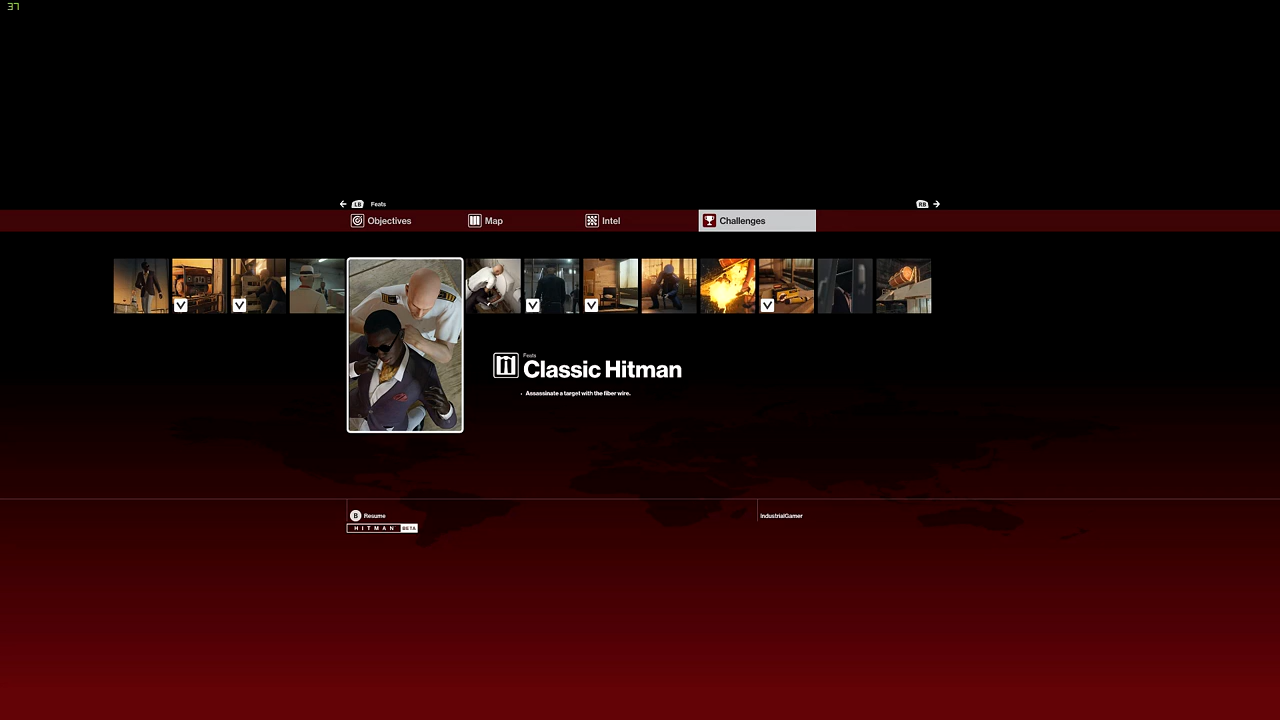 37
LB Feats RB
Objectives Map Intel Challenges
Feats
Classic Hitman
Assassinate a target with the fiber wire.
B Resume IndustrialGamer
HITMAN BETA